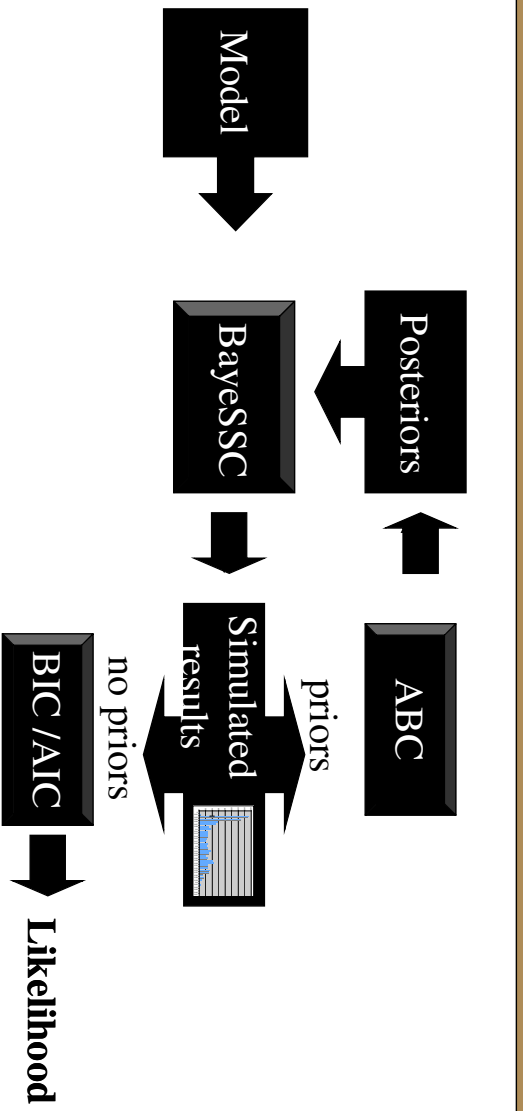 Posteriors
ABC
priors
Model
BayeSSC
Simulated
results
no priors
BIC /AIC
Likelihood